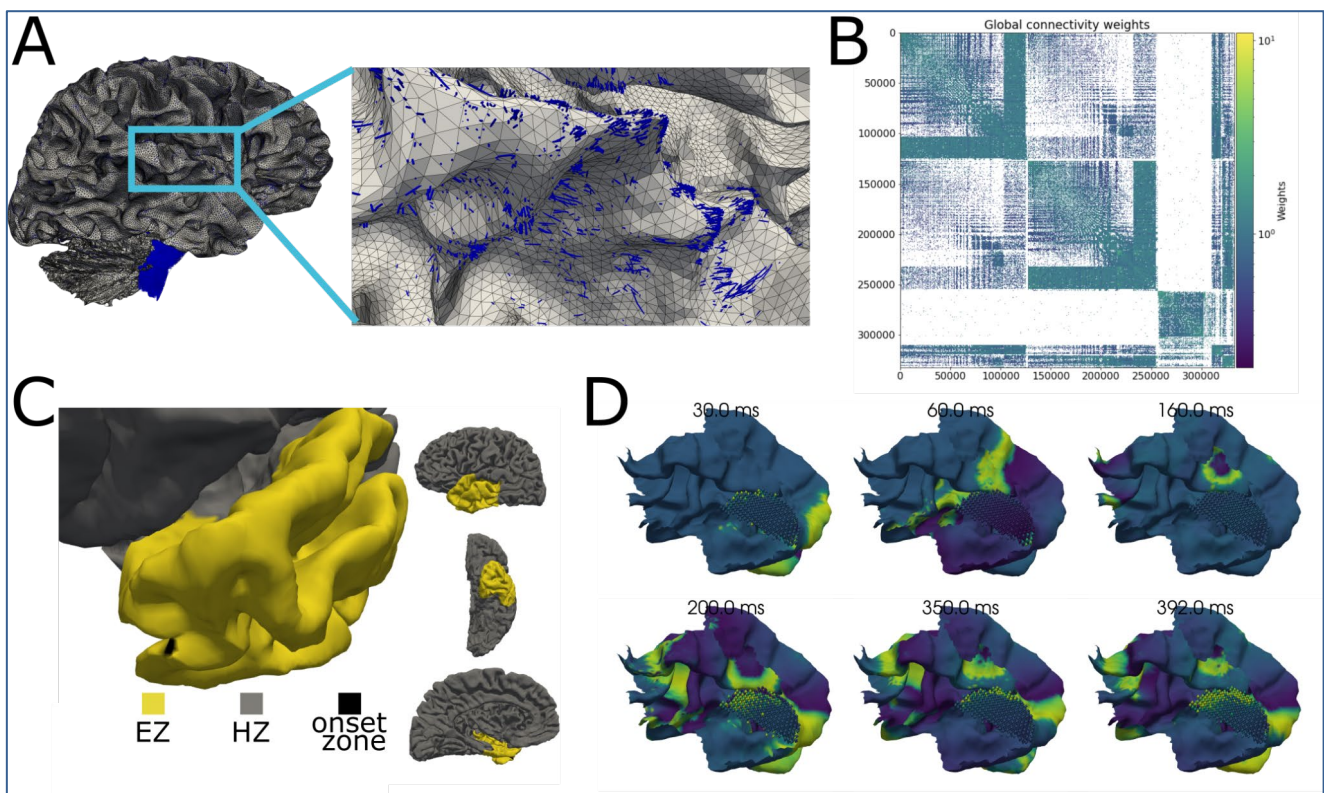 A
B
Global connectivity weights
0
50000
100000
150000
200000
250000
300000
0 50000 100000 150000 200000 250000 300000
10¹
10⁰
Weights
C
EZ HZ onset
zone
D
30.0 ms 60.0 ms 160.0 ms
200.0 ms 350.0 ms 392.0 ms